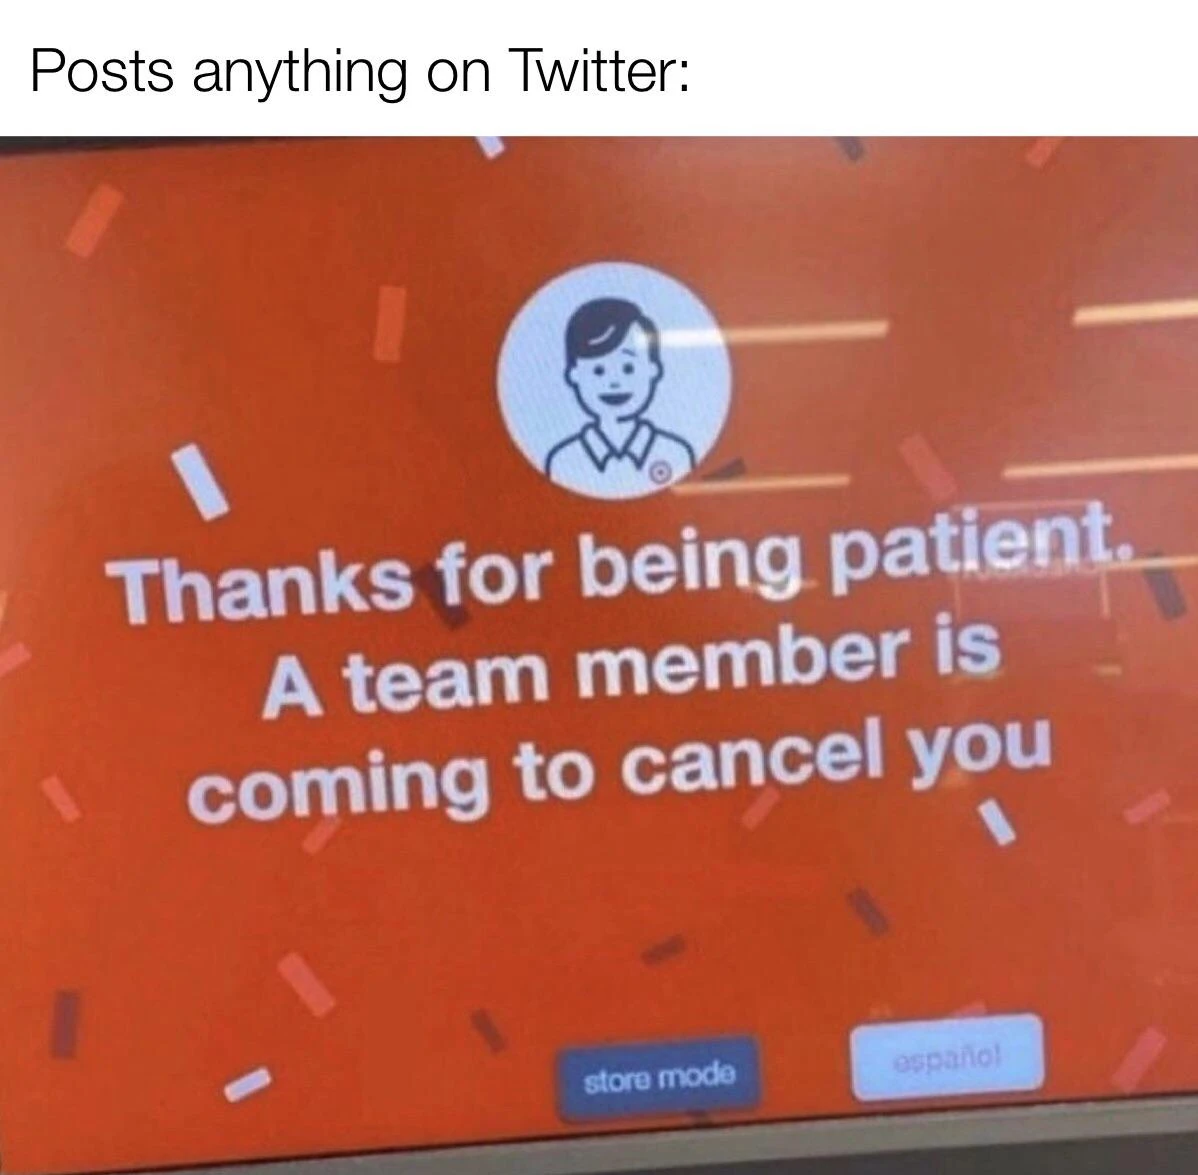 Posts anything on Twitter:
Thanks for being patient.
A team member is
coming to cancel you
store mode
español